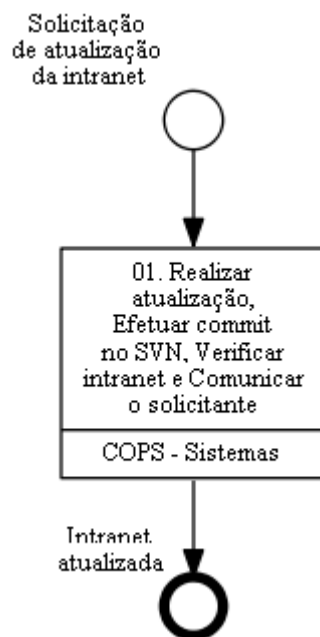 Solicitação
de atualização
da intranet
01. Realizar
atualização,
Efetuar commit
no SVN, Verificar
intranet e Comunicar
o solicitante
COPS - Sistemas
Intranet
atualizada